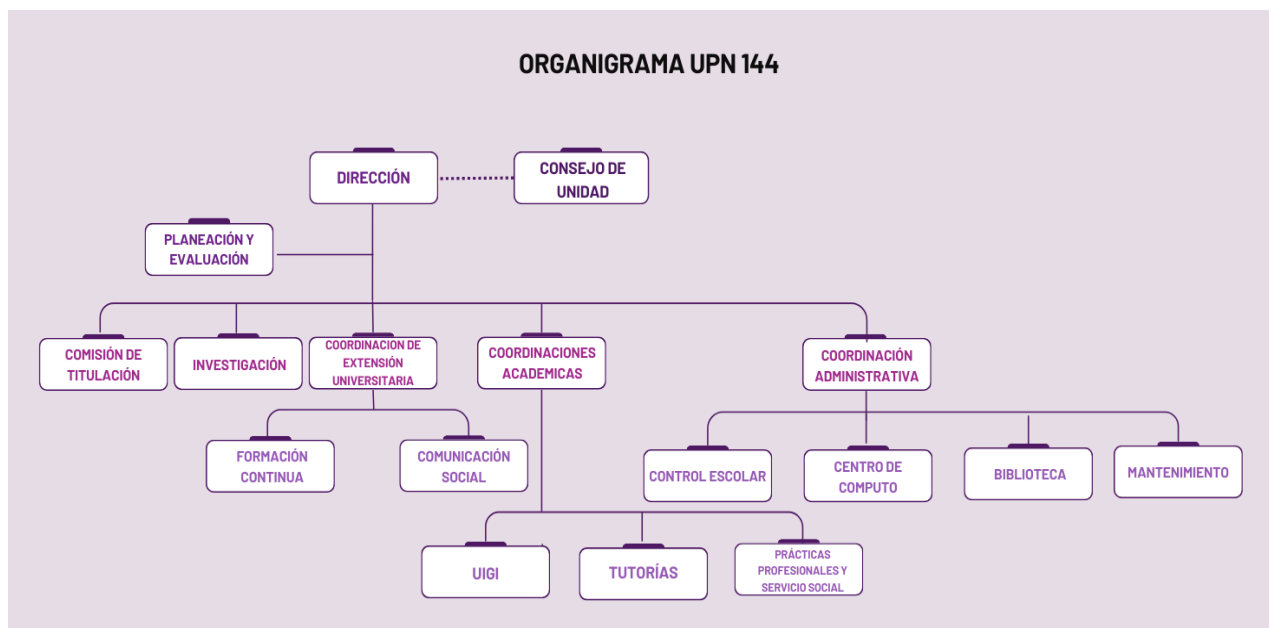 ORGANIGRAMA UPN 144
DIRECCIÓN
CONSEJO DE
UNIDAD
PLANEACIÓN Y
EVALUACIÓN
COMISIÓN DE
TITULACIÓN
INVESTIGACIÓN
COORDINACION DE
EXTENSIÓN
UNIVERSITARIA
COORDINACIONES
ACADEMICAS
COORDINACIÓN
ADMINISTRATIVA
FORMACIÓN
CONTINUA
COMUNICACIÓN
SOCIAL
CONTROL ESCOLAR
CENTRO DE
COMPUTO
BIBLIOTECA
MANTENIMIENTO
UIGI
TUTORÍAS
PRÁCTICAS
PROFESIONALES Y
SERVICIO SOCIAL